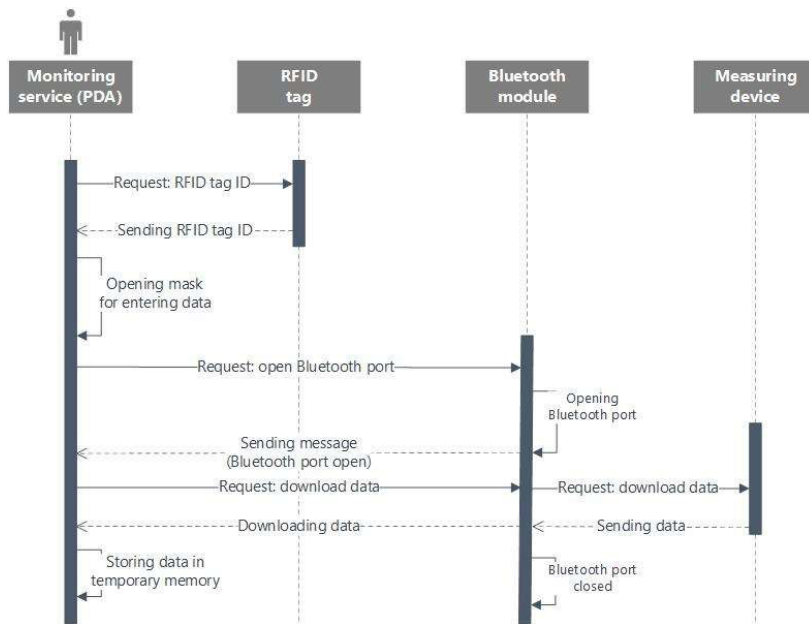 Monitoring
service (PDA)
RFID
tag
Bluetooth
module
Measuring
device
Request: RFID tag ID
Sending RFID tag ID
Opening mask
for entering data
Request: open Bluetooth port
Opening
Bluetooth port
Sending message
(Bluetooth port open)
Request: download data
Request: download data
Downloading data
Sending data
Storing data in
temporary memory
Bluetooth port
closed